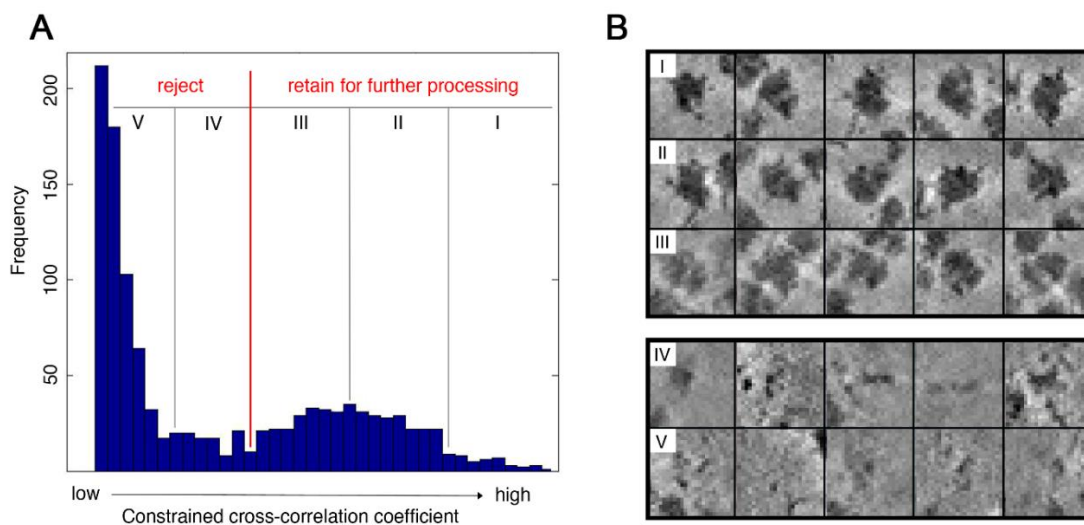 A
B
reject
retain for further processing
V
IV
III
II
I
200
150
100
50
Frequency
low
high
Constrained cross-correlation coefficient
I
II
III
IV
V